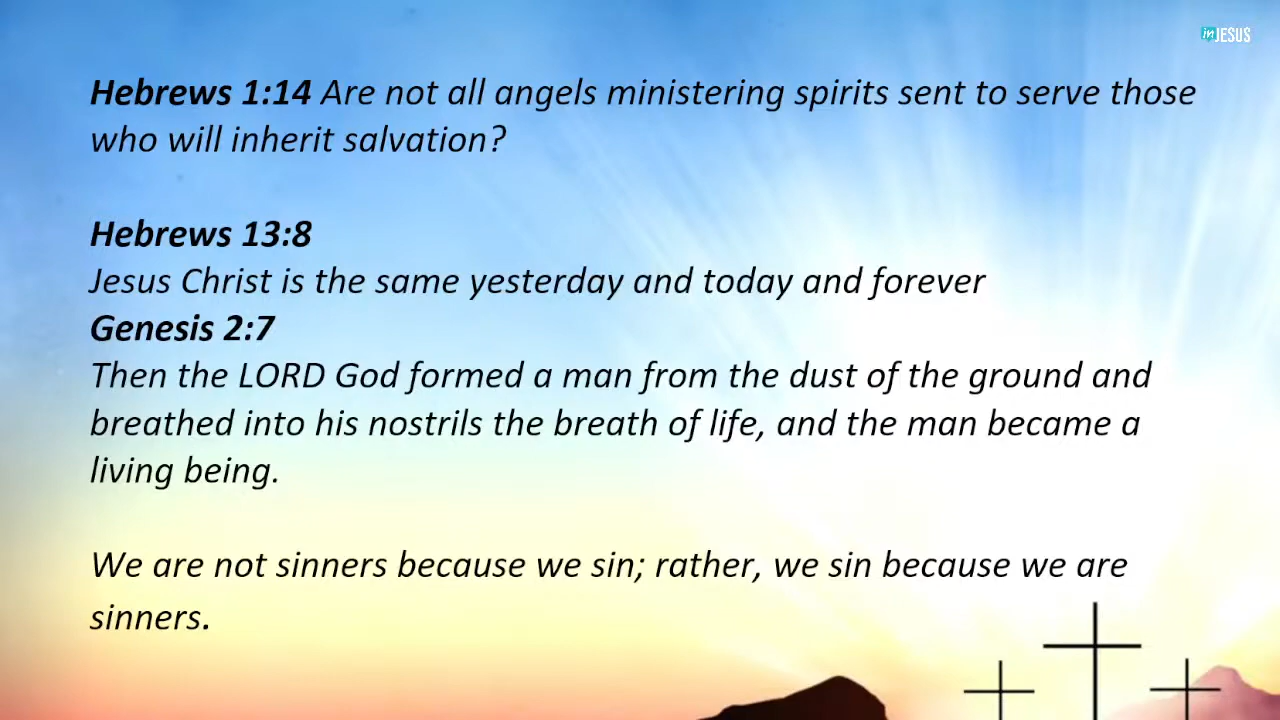 inJESUS
Hebrews 1:14 Are not all angels ministering spirits sent to serve those
who will inherit salvation?
Hebrews 13:8
Jesus Christ is the same yesterday and today and forever
Genesis 2:7
Then the LORD God formed a man from the dust of the ground and
breathed into his nostrils the breath of life, and the man became a
living being.
We are not sinners because we sin; rather, we sin because we are
sinners.